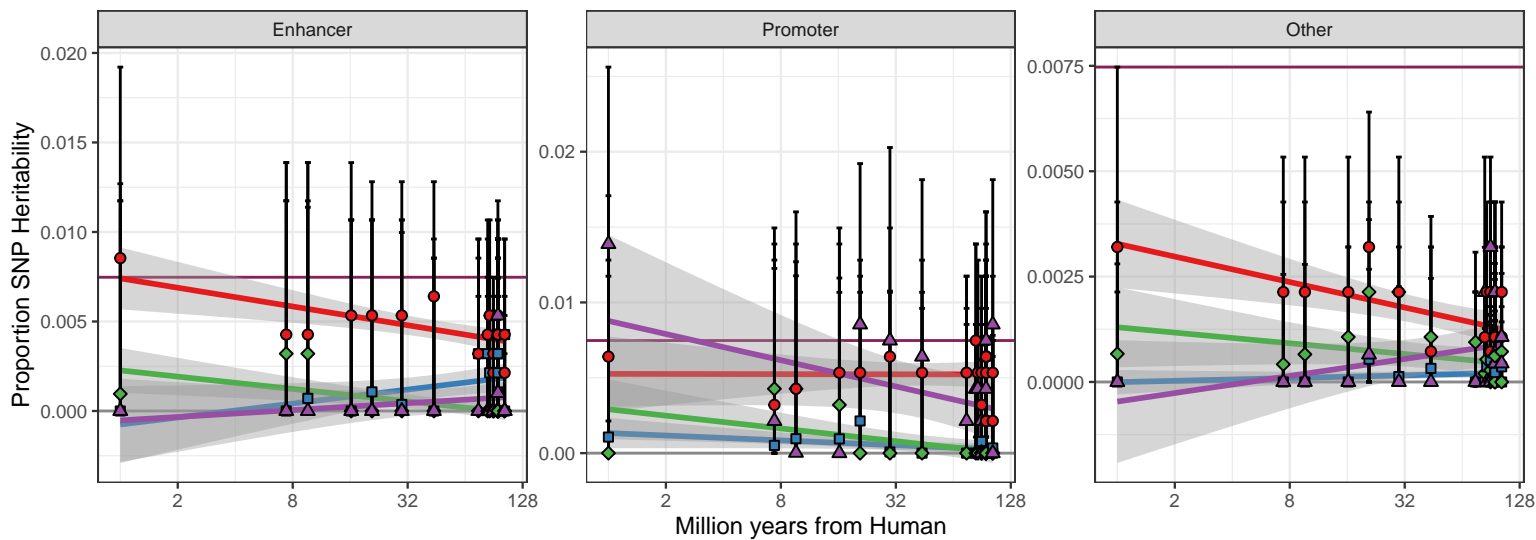 Enhancer
Promoter
Other
Proportion SNP Heritability
0.020
0.015
0.010
0.005
0.000
0.02
0.01
0.00
0.0075
0.0050
0.0025
0.0000
2 8 32 128
2 8 32 128
2 8 32 128
Million years from Human